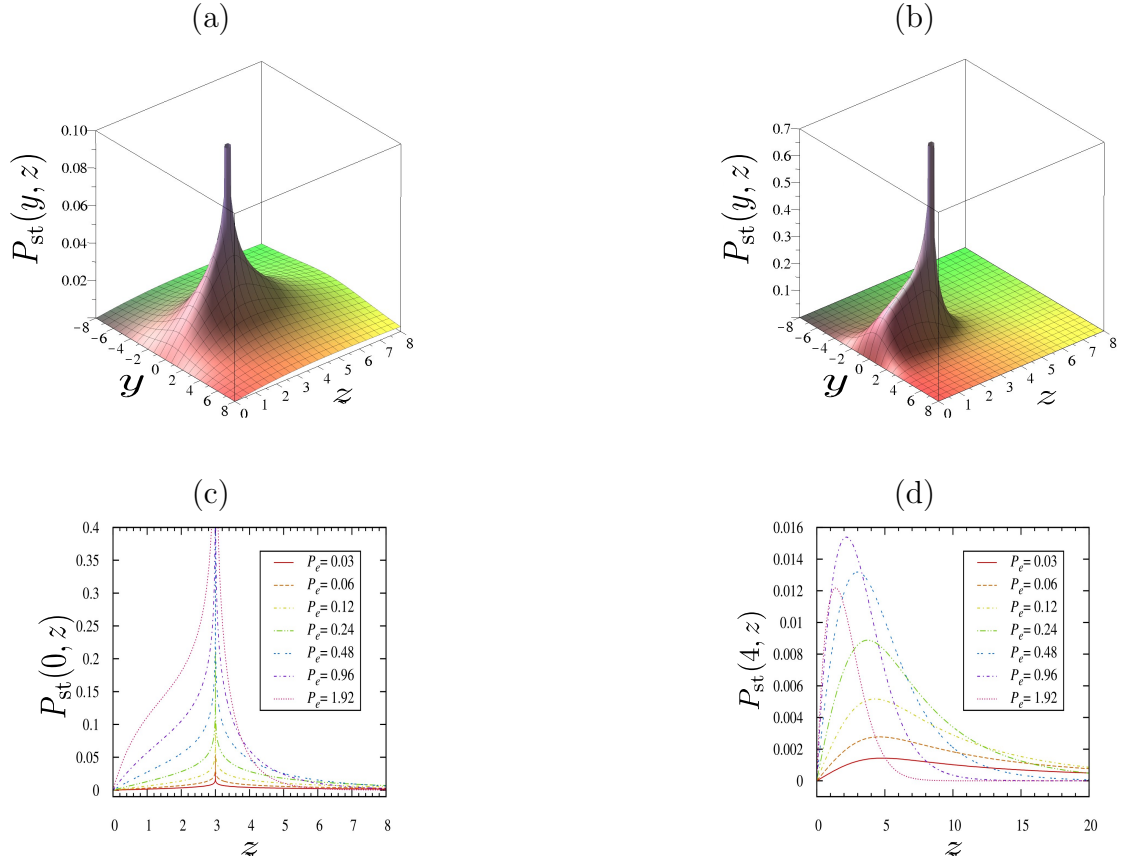 (a)
P_st(y, z)
0.10
0.08
0.06
0.04
0.02
−8
−6
−4
−2
0
2
4
6
8
y
0
1
2
3
4
5
6
7
8
z
(b)
P_st(y, z)
0.7
0.6
0.5
0.4
0.3
0.2
0.1
−8
−6
−4
−2
0
2
4
6
8
y
0
1
2
3
4
5
6
7
8
z
(c)
P_st(0, z)
0.4
0.35
0.3
0.25
0.2
0.15
0.1
0.05
0
P_e= 0.03
P_e= 0.06
P_e= 0.12
P_e= 0.24
P_e= 0.48
P_e= 0.96
P_e= 1.92
0 1 2 3 4 5 6 7 8
z
(d)
P_st(4, z)
0.016
0.014
0.012
0.01
0.008
0.006
0.004
0.002
0
P_e= 0.03
P_e= 0.06
P_e= 0.12
P_e= 0.24
P_e= 0.48
P_e= 0.96
P_e= 1.92
0 5 10 15 20
z